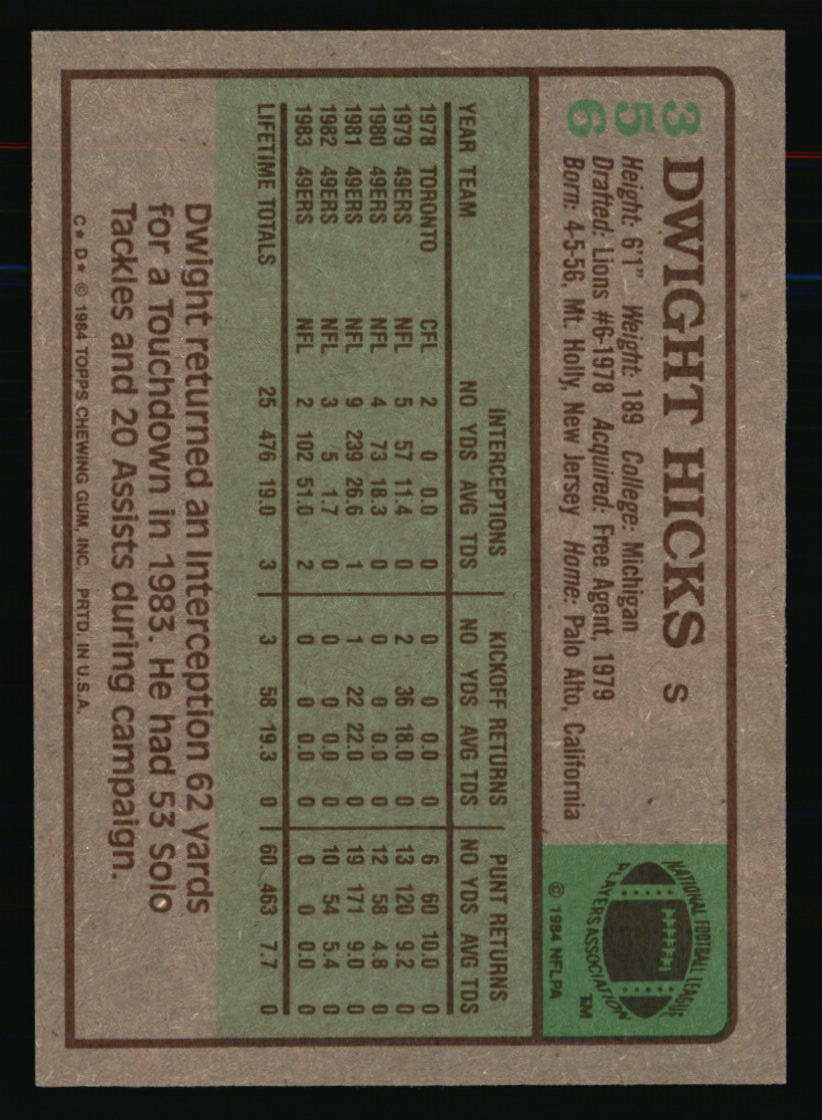 356
DWIGHT HICKS S
Height: 6'1" Weight: 189 College: Michigan
Drafted: Lions #6-1978 Acquired: Free Agent, 1979
Born: 4-5-56, Mt. Holly, New Jersey Home: Palo Alto, California
NATIONAL FOOTBALL LEAGUE
PLAYERS ASSOCIATION
TM
© 1984 NFLPA
INTERCEPTIONS KICKOFF RETURNS PUNT RETURNS
YEAR TEAM NO YDS AVG TDS NO YDS AVG TDS NO YDS AVG TDS
1978 TORONTO CFL 2 0 0.0 0 0 0 0.0 0 6 60 10.0 0
1979 49ERS NFL 5 57 11.4 0 2 36 18.0 0 13 120 9.2 0
1980 49ERS NFL 4 73 18.3 0 0 0 0.0 0 12 58 4.8 0
1981 49ERS NFL 9 239 26.6 1 1 22 22.0 0 19 171 9.0 0
1982 49ERS NFL 3 5 1.7 0 0 0 0.0 0 10 54 5.4 0
1983 49ERS NFL 2 102 51.0 2 0 0 0.0 0 0 0 0.0 0
LIFETIME TOTALS 25 476 19.0 3 3 58 19.3 0 60 463 7.7 0
Dwight returned an Interception 62 yards
for a Touchdown in 1983. He had 53 Solo
Tackles and 20 Assists during campaign.
C* D* © 1984 TOPPS CHEWING GUM, INC. PRTD. IN U.S.A.